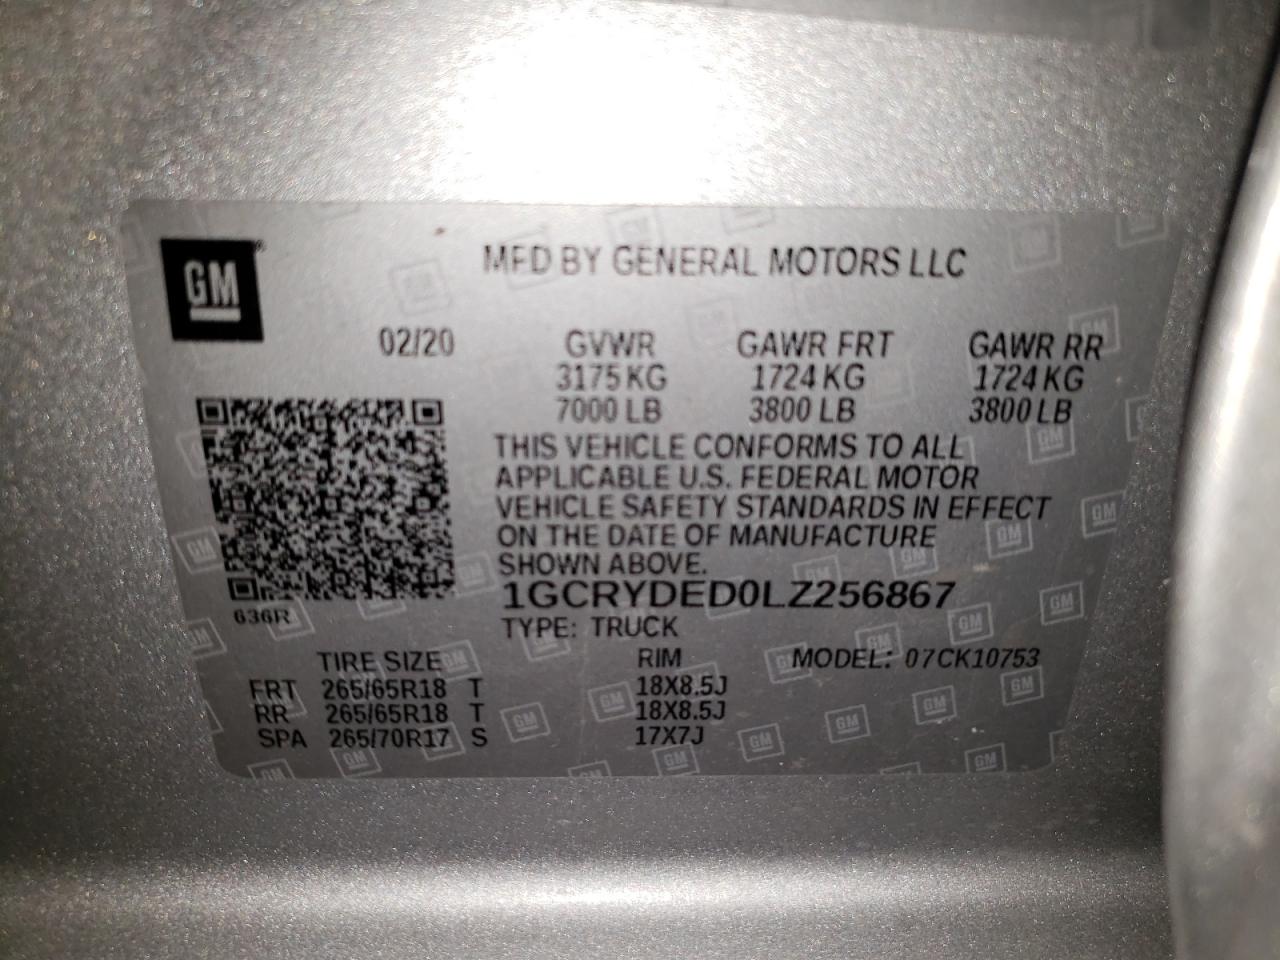 GM
MFD BY GENERAL MOTORS LLC
02/20 GVWR GAWR FRT GAWR RR
3175 KG 1724 KG 1724 KG
7000 LB 3800 LB 3800 LB
THIS VEHICLE CONFORMS TO ALL
APPLICABLE U.S. FEDERAL MOTOR
VEHICLE SAFETY STANDARDS IN EFFECT
ON THE DATE OF MANUFACTURE
SHOWN ABOVE.
1GCRYDED0LZ256867
636R
TYPE: TRUCK
TIRE SIZE RIM MODEL: 07CK10753
FRT 265/65R18 T 18X8.5J
RR 265/65R18 T 18X8.5J
SPA 265/70R17 S 17X7J